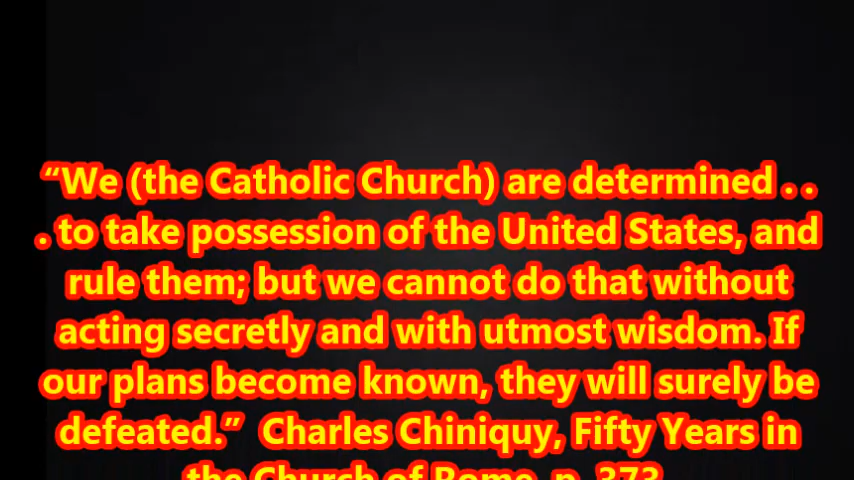 “We (the Catholic Church) are determined . .
. to take possession of the United States, and
rule them; but we cannot do that without
acting secretly and with utmost wisdom. If
our plans become known, they will surely be
defeated.” Charles Chiniquy, Fifty Years in
the Church of Rome, p. 373